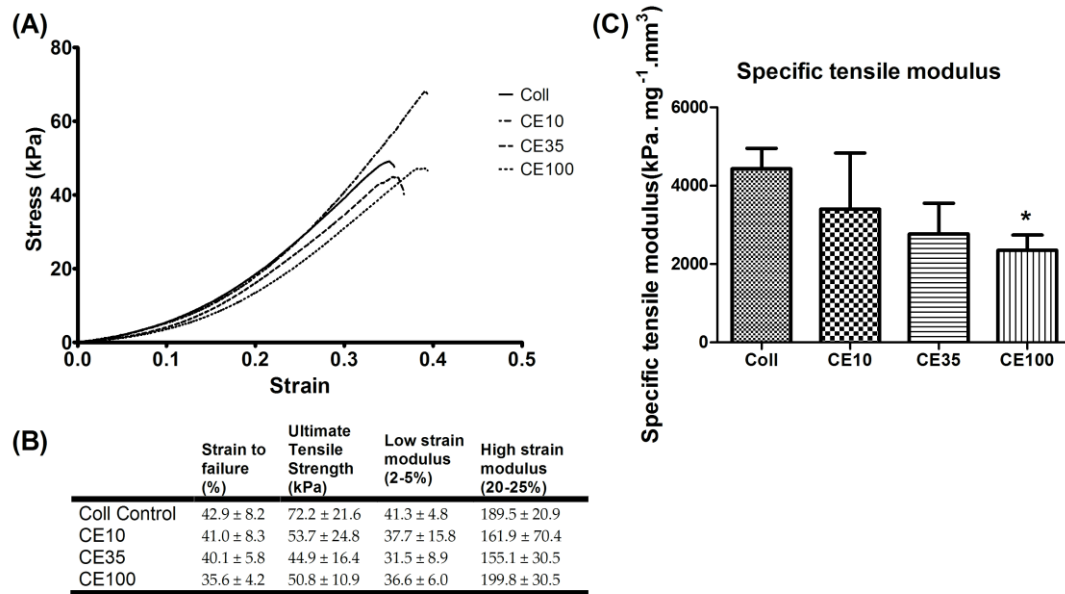 (A)
80
60
40
20
0
Stress (kPa)
0.0 0.1 0.2 0.3 0.4 0.5
Strain
Coll
CE10
CE35
CE100
(B)
Strain to failure (%)
Ultimate Tensile Strength (kPa)
Low strain modulus (2-5%)
High strain modulus (20-25%)
Coll Control 42.9 ± 8.2 72.2 ± 21.6 41.3 ± 4.8 189.5 ± 20.9
CE10 41.0 ± 8.3 53.7 ± 24.8 37.7 ± 15.8 161.9 ± 70.4
CE35 40.1 ± 5.8 44.9 ± 16.4 31.5 ± 8.9 155.1 ± 30.5
CE100 35.6 ± 4.2 50.8 ± 10.9 36.6 ± 6.0 199.8 ± 30.5
(C)
Specific tensile modulus
Specific tensile modulus(kPa. mg⁻¹.mm³)
6000
4000
2000
0
*
Coll CE10 CE35 CE100